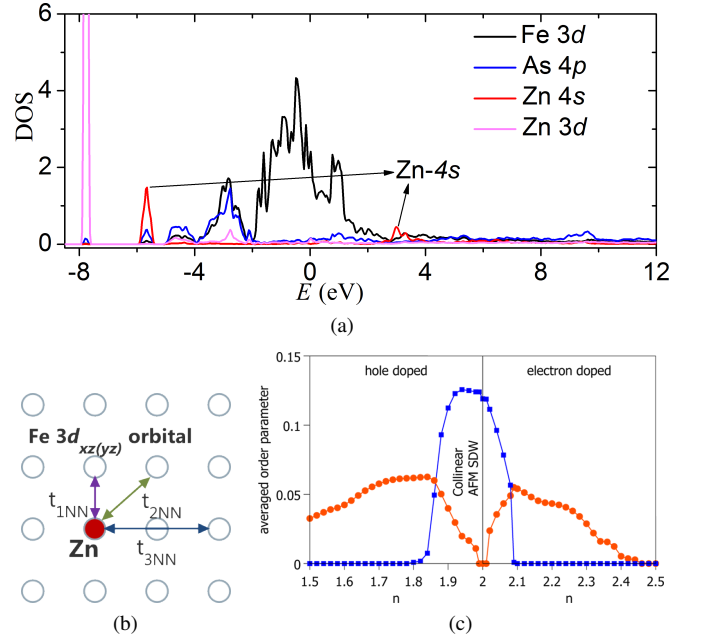 6
4
2
0
DOS
Fe 3d
As 4p
Zn 4s
Zn 3d
Zn-4s
-8 -4 0 4 8 12
E (eV)
(a)
Fe 3dxz(yz) orbital
t1NN
t2NN
t3NN
Zn
(b)
0.15
0.1
0.05
0
averaged order parameter
hole doped
electron doped
Collinear
AFM SDW
1.5 1.6 1.7 1.8 1.9 2 2.1 2.2 2.3 2.4 2.5
n n
(c)